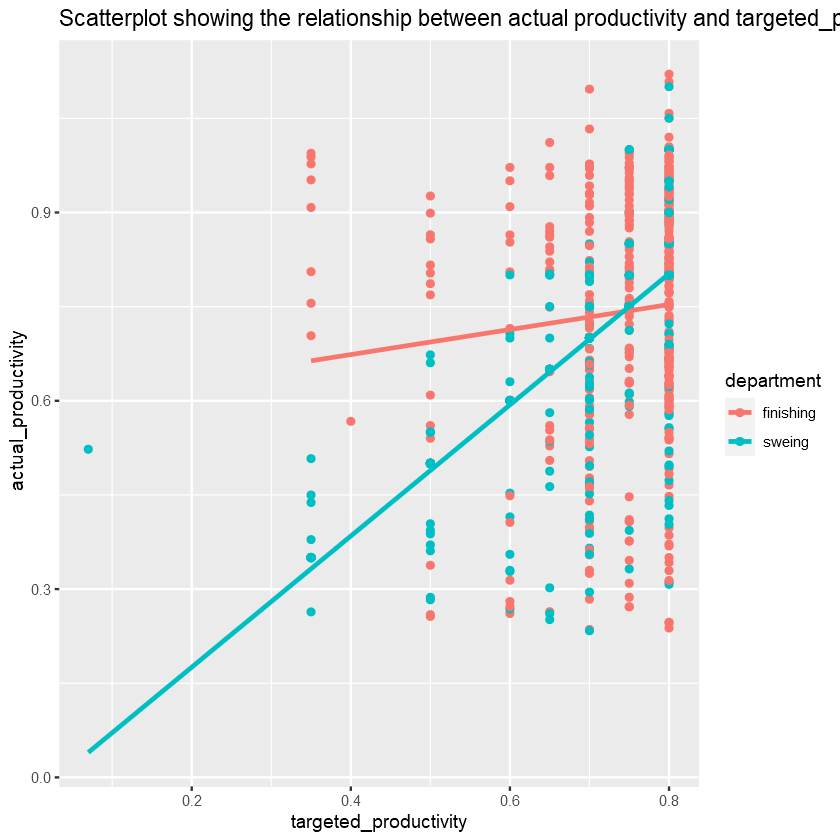 Scatterplot showing the relationship between actual productivity and targeted_p
actual_productivity
0.9
0.6
0.3
0.0
0.2 0.4 0.6 0.8
targeted_productivity
department
finishing
sweing